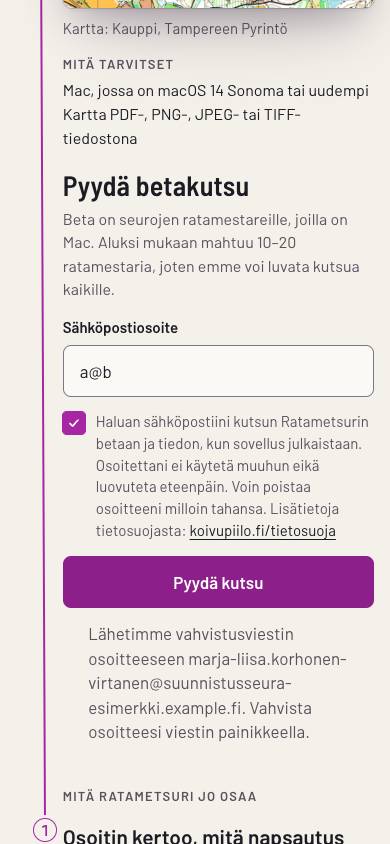 Kartta: Kauppi, Tampereen Pyrintö
MITÄ TARVITSET
Mac, jossa on macOS 14 Sonoma tai uudempi
Kartta PDF-, PNG-, JPEG- tai TIFF-
tiedostona
Pyydä betakutsu
Beta on seurojen ratamestareille, joilla on
Mac. Aluksi mukaan mahtuu 10–20
ratamestaria, joten emme voi luvata kutsua
kaikille.
Sähköpostiosoite
a@b
Haluan sähköpostiini kutsun Ratametsurin
betaan ja tiedon, kun sovellus julkaistaan.
Osoitettani ei käytetä muuhun eikä
luovuteta eteenpäin. Voin poistaa
osoitteeni milloin tahansa. Lisätietoja
tietosuojasta: koivupiilo.fi/tietosuoja
Pyydä kutsu
Lähetimme vahvistusviestin
osoitteeseen marja-liisa.korhonen-
virtanen@suunnistusseura-
esimerkki.example.fi. Vahvista
osoitteesi viestin painikkeella.
MITÄ RATAMETSURI JO OSAA
1 Osoitin kertoo, mitä napsautus